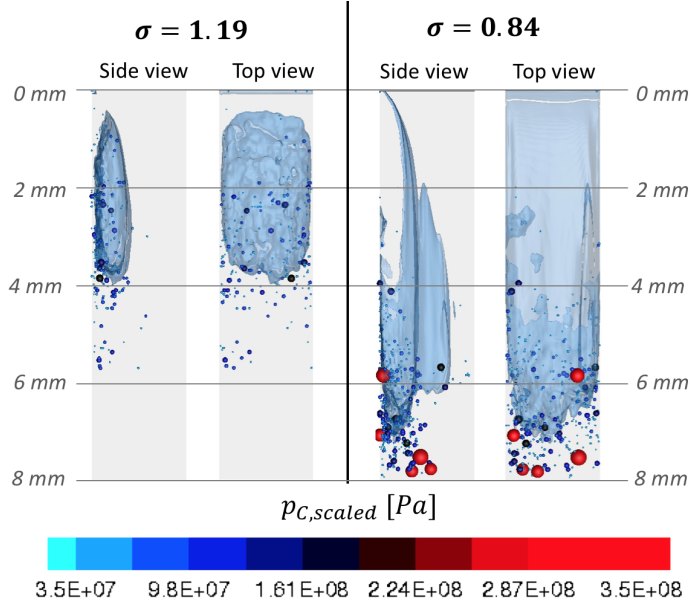 σ = 1.19 σ = 0.84
Side view Top view Side view Top view
0 mm 0 mm
2 mm 2 mm
4 mm 4 mm
6 mm 6 mm
8 mm 8 mm
p_{C,scaled} [Pa]
3.5E+07 9.8E+07 1.61E+08 2.24E+08 2.87E+08 3.5E+08